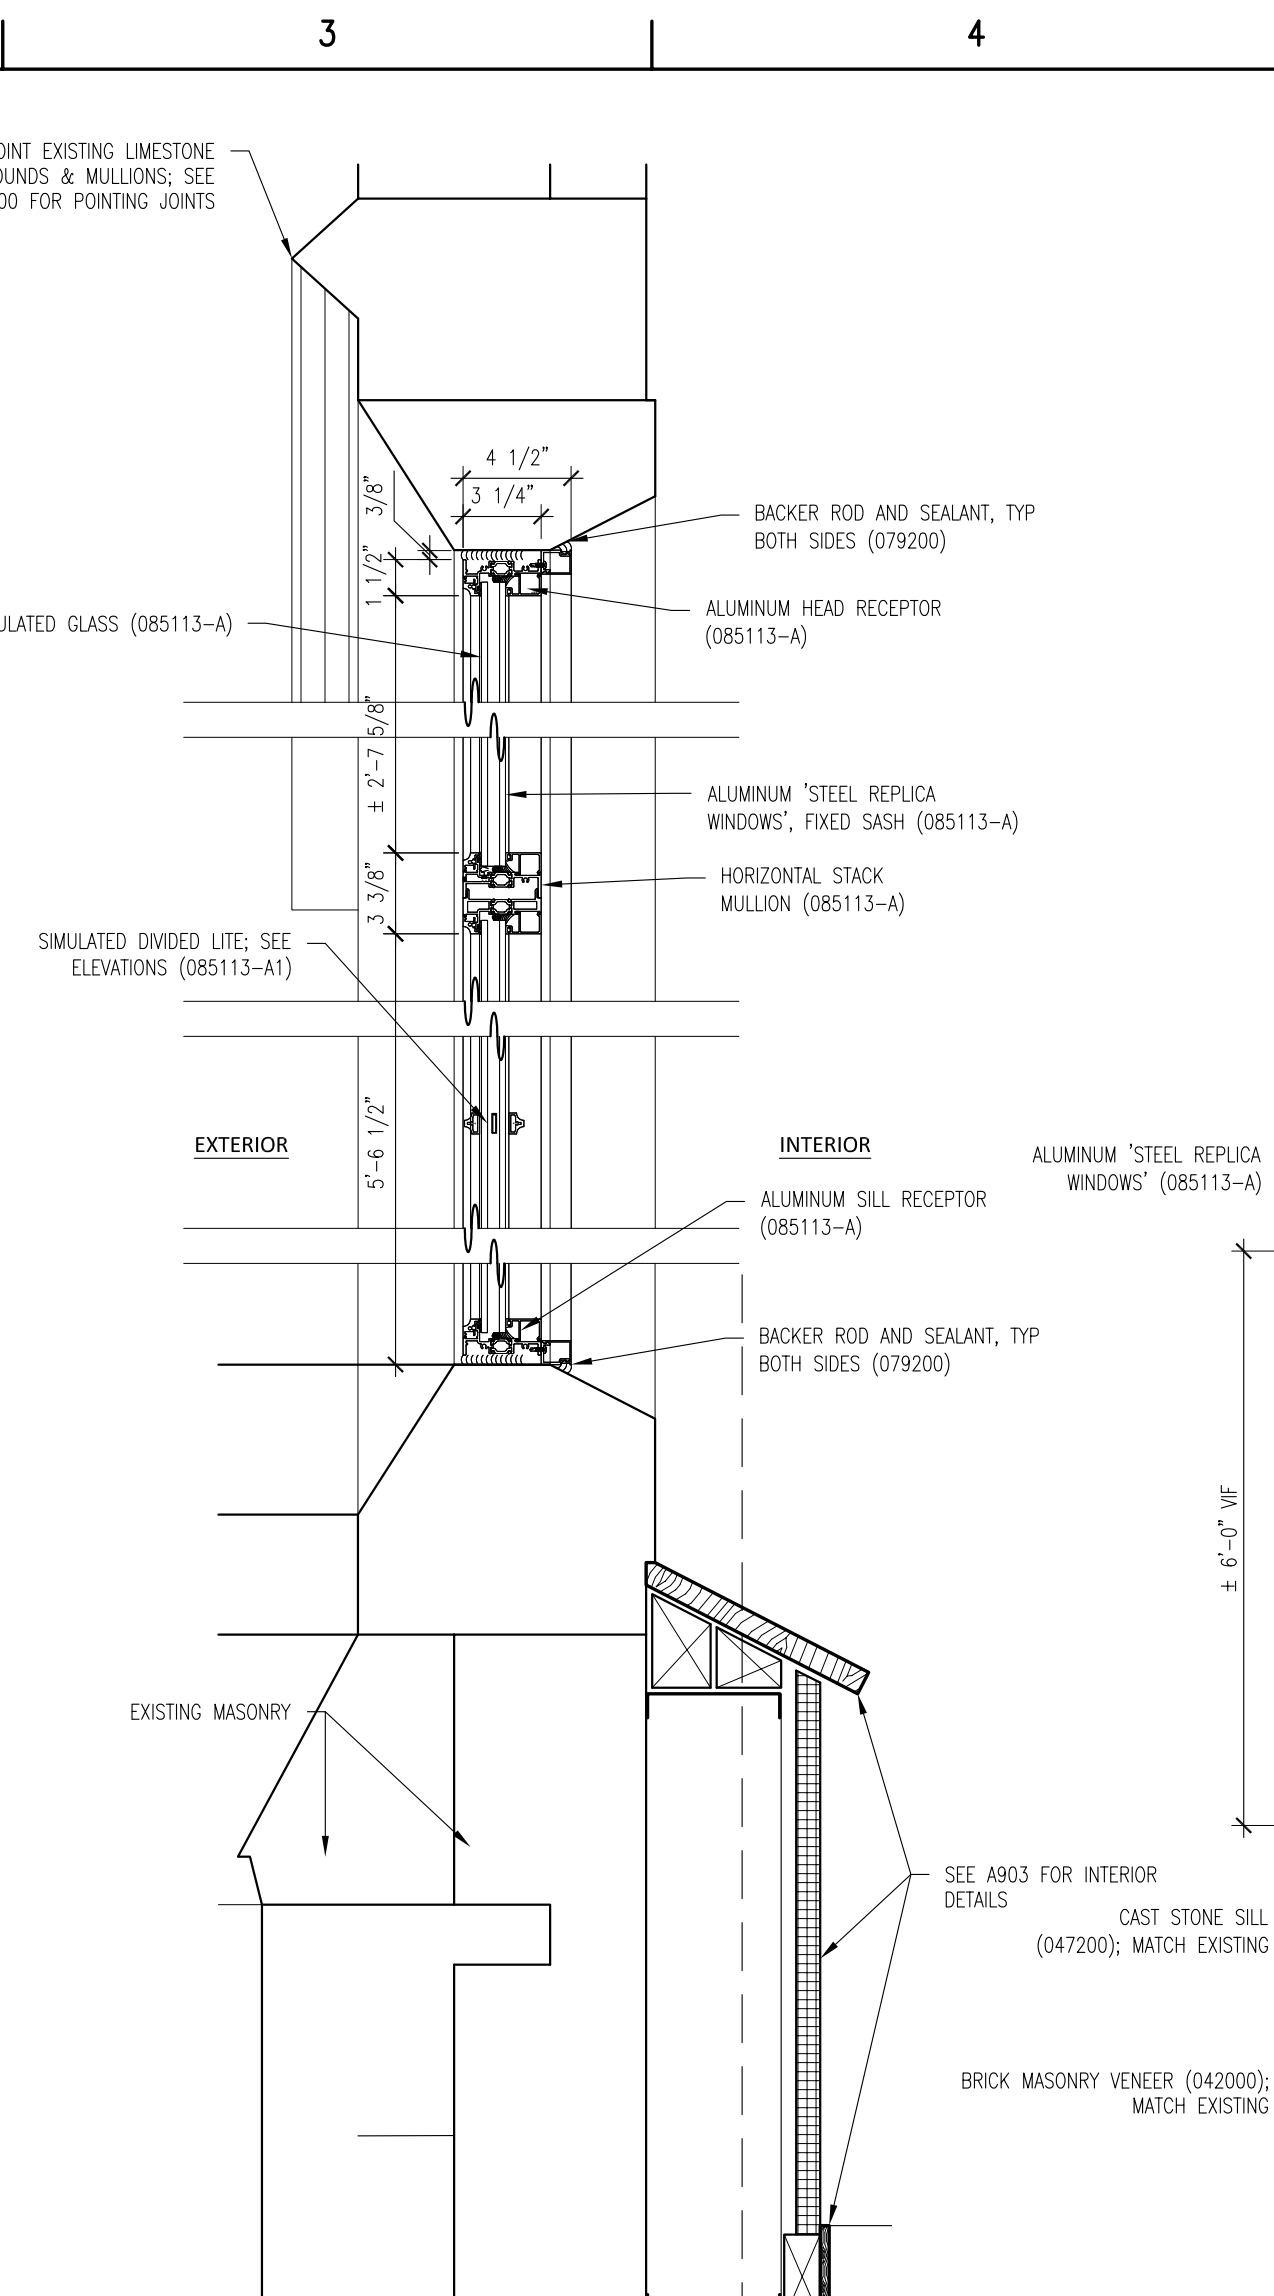 3
4
OINT EXISTING LIMESTONE
OUNDS & MULLIONS; SEE
00 FOR POINTING JOINTS
4 1/2"
3 1/4"
3/8"
1 1/2"
BACKER ROD AND SEALANT, TYP
BOTH SIDES (079200)
ALUMINUM HEAD RECEPTOR
(085113-A)
ULATED GLASS (085113-A)
± 2'-7 5/8"
ALUMINUM 'STEEL REPLICA
WINDOWS', FIXED SASH (085113-A)
3 3/8"
HORIZONTAL STACK
MULLION (085113-A)
SIMULATED DIVIDED LITE; SEE
ELEVATIONS (085113-A1)
5'-6 1/2"
EXTERIOR
INTERIOR
ALUMINUM 'STEEL REPLICA
WINDOWS' (085113-A)
ALUMINUM SILL RECEPTOR
(085113-A)
BACKER ROD AND SEALANT, TYP
BOTH SIDES (079200)
± 6'-0" VIF
EXISTING MASONRY
SEE A903 FOR INTERIOR
DETAILS
CAST STONE SILL
(047200); MATCH EXISTING
BRICK MASONRY VENEER (042000);
MATCH EXISTING